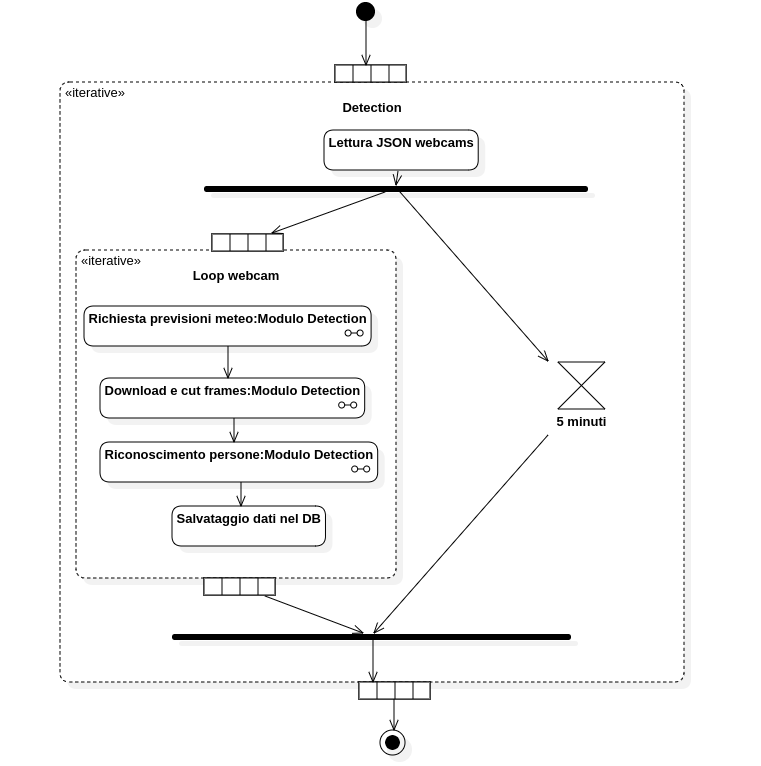 «iterative»
Detection
Lettura JSON webcams
«iterative»
Loop webcam
Richiesta previsioni meteo:Modulo Detection
Download e cut frames:Modulo Detection
5 minuti
Riconoscimento persone:Modulo Detection
Salvataggio dati nel DB